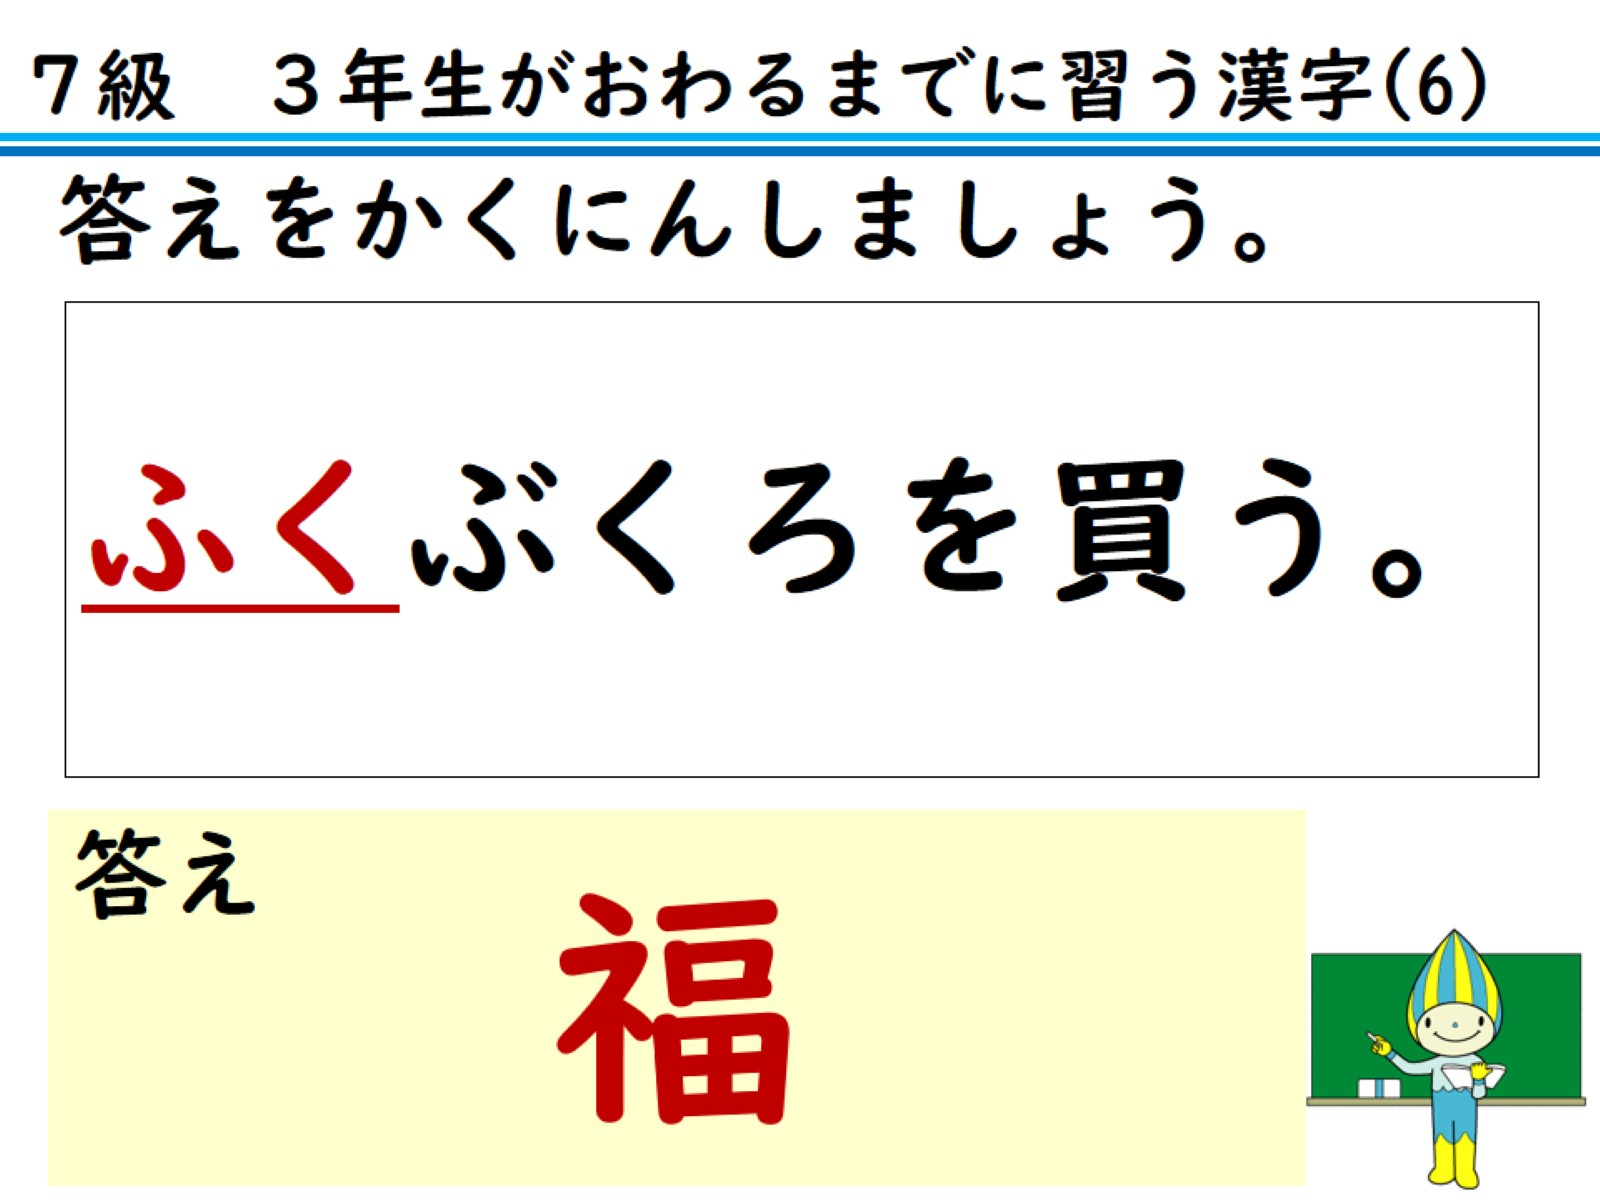 ７級　３年生がおわるまでに習う漢字(6)
答えをかくにんしましょう。
ふくぶくろを買う。
答え
福